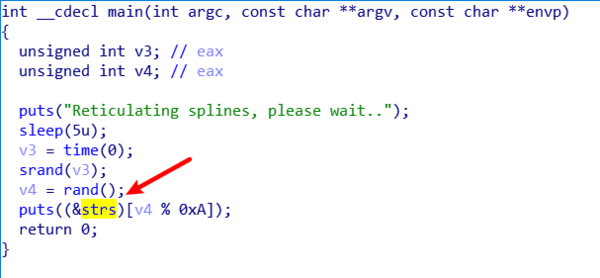 int __cdecl main(int argc, const char **argv, const char **envp)
{
unsigned int v3; // eax
unsigned int v4; // eax
puts("Reticulating splines, please wait..");
sleep(5u);
v3 = time(0);
srand(v3);
v4 = rand();
puts((&strs)[v4 % 0xA]);
return 0;
}